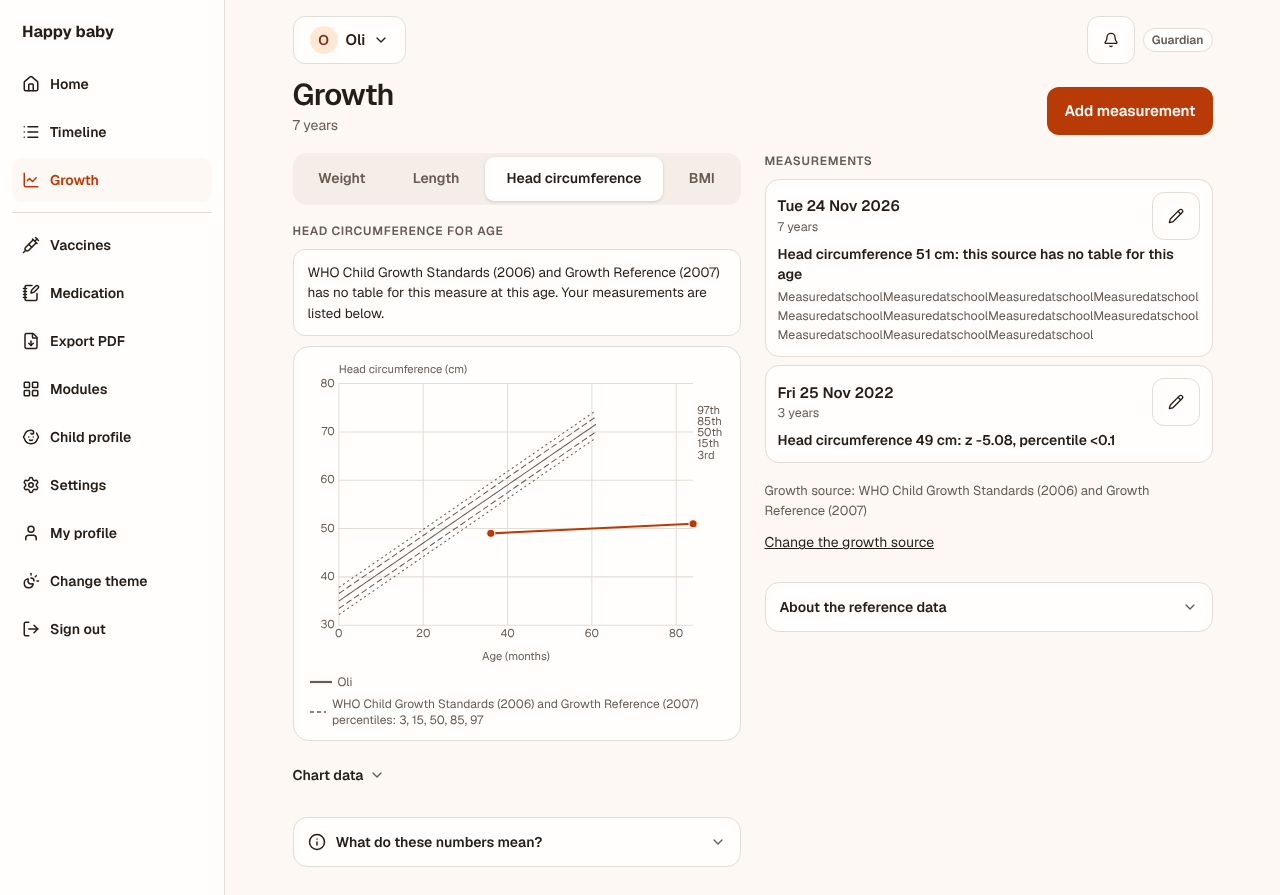 Happy baby
Home
Timeline
Growth
Vaccines
Medication
Export PDF
Modules
Child profile
Settings
My profile
Change theme
Sign out
O Oli
Guardian
Growth
7 years
Add measurement
Weight Length Head circumference BMI
HEAD CIRCUMFERENCE FOR AGE
WHO Child Growth Standards (2006) and Growth Reference (2007)
has no table for this measure at this age. Your measurements are
listed below.
Head circumference (cm)
80
70
60
50
40
30
97th
85th
50th
15th
3rd
0 20 40 60 80
Age (months)
Oli
WHO Child Growth Standards (2006) and Growth Reference (2007)
percentiles: 3, 15, 50, 85, 97
Chart data
What do these numbers mean?
MEASUREMENTS
Tue 24 Nov 2026
7 years
Head circumference 51 cm: this source has no table for this
age
MeasuredatschoolMeasuredatschoolMeasuredatschoolMeasuredatschool
MeasuredatschoolMeasuredatschoolMeasuredatschoolMeasuredatschool
MeasuredatschoolMeasuredatschoolMeasuredatschool
Fri 25 Nov 2022
3 years
Head circumference 49 cm: z -5.08, percentile <0.1
Growth source: WHO Child Growth Standards (2006) and Growth
Reference (2007)
Change the growth source
About the reference data